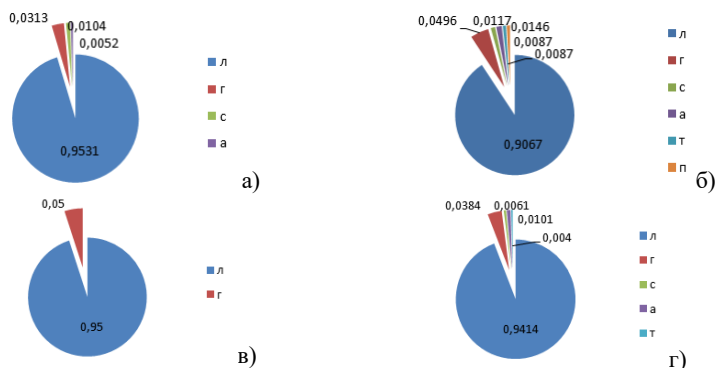 0,0313
0,0104
0,0052
0,9531
л
г
с
а
а)
0,0496
0,0117
0,0146
0,0087
0,0087
0,9067
л
г
с
а
т
п
б)
0,05
0,95
л
г
в)
0,0384
0,0061
0,0101
0,004
0,9414
л
г
с
а
т
г)